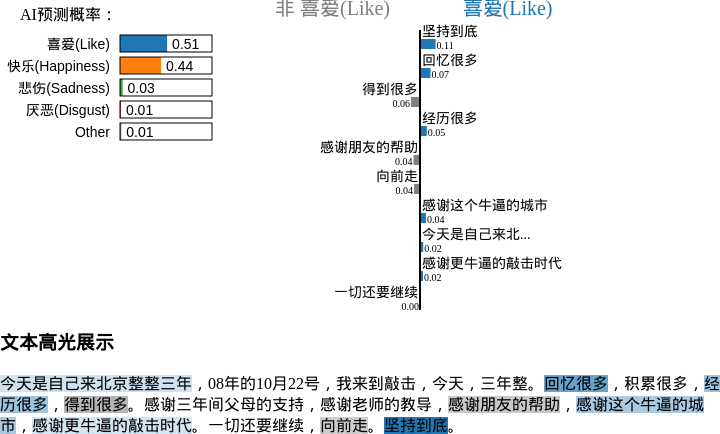 AI预测概率：
喜爱(Like) 0.51
快乐(Happiness) 0.44
悲伤(Sadness) 0.03
厌恶(Disgust) 0.01
Other 0.01
非 喜爱(Like) 喜爱(Like)
坚持到底
0.11
回忆很多
0.07
得到很多
0.06
经历很多
0.05
感谢朋友的帮助
0.04
向前走
0.04
感谢这个牛逼的城市
0.04
今天是自己来北...
0.02
感谢更牛逼的敲击时代
0.02
一切还要继续
0.00
文本高光展示
今天是自己来北京整整三年，08年的10月22号，我来到敲击，今天，三年整。回忆很多，积累很多，经
历很多，得到很多。感谢三年间父母的支持，感谢老师的教导，感谢朋友的帮助，感谢这个牛逼的城
市，感谢更牛逼的敲击时代。一切还要继续，向前走。坚持到底。